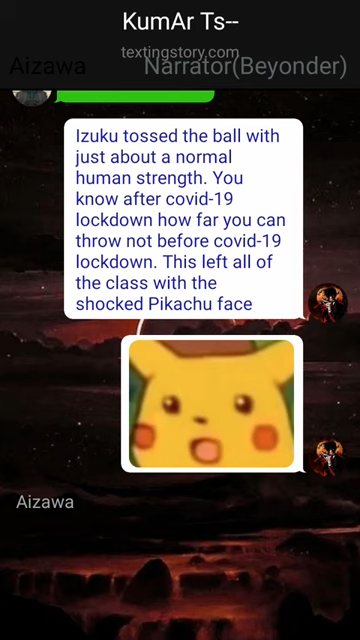 KumAr Ts--
textingstory.com
Aizawa Narrator(Beyonder)
Izuku tossed the ball with
just about a normal
human strength. You
know after covid-19
lockdown how far you can
throw not before covid-19
lockdown. This left all of
the class with the
shocked Pikachu face
Aizawa